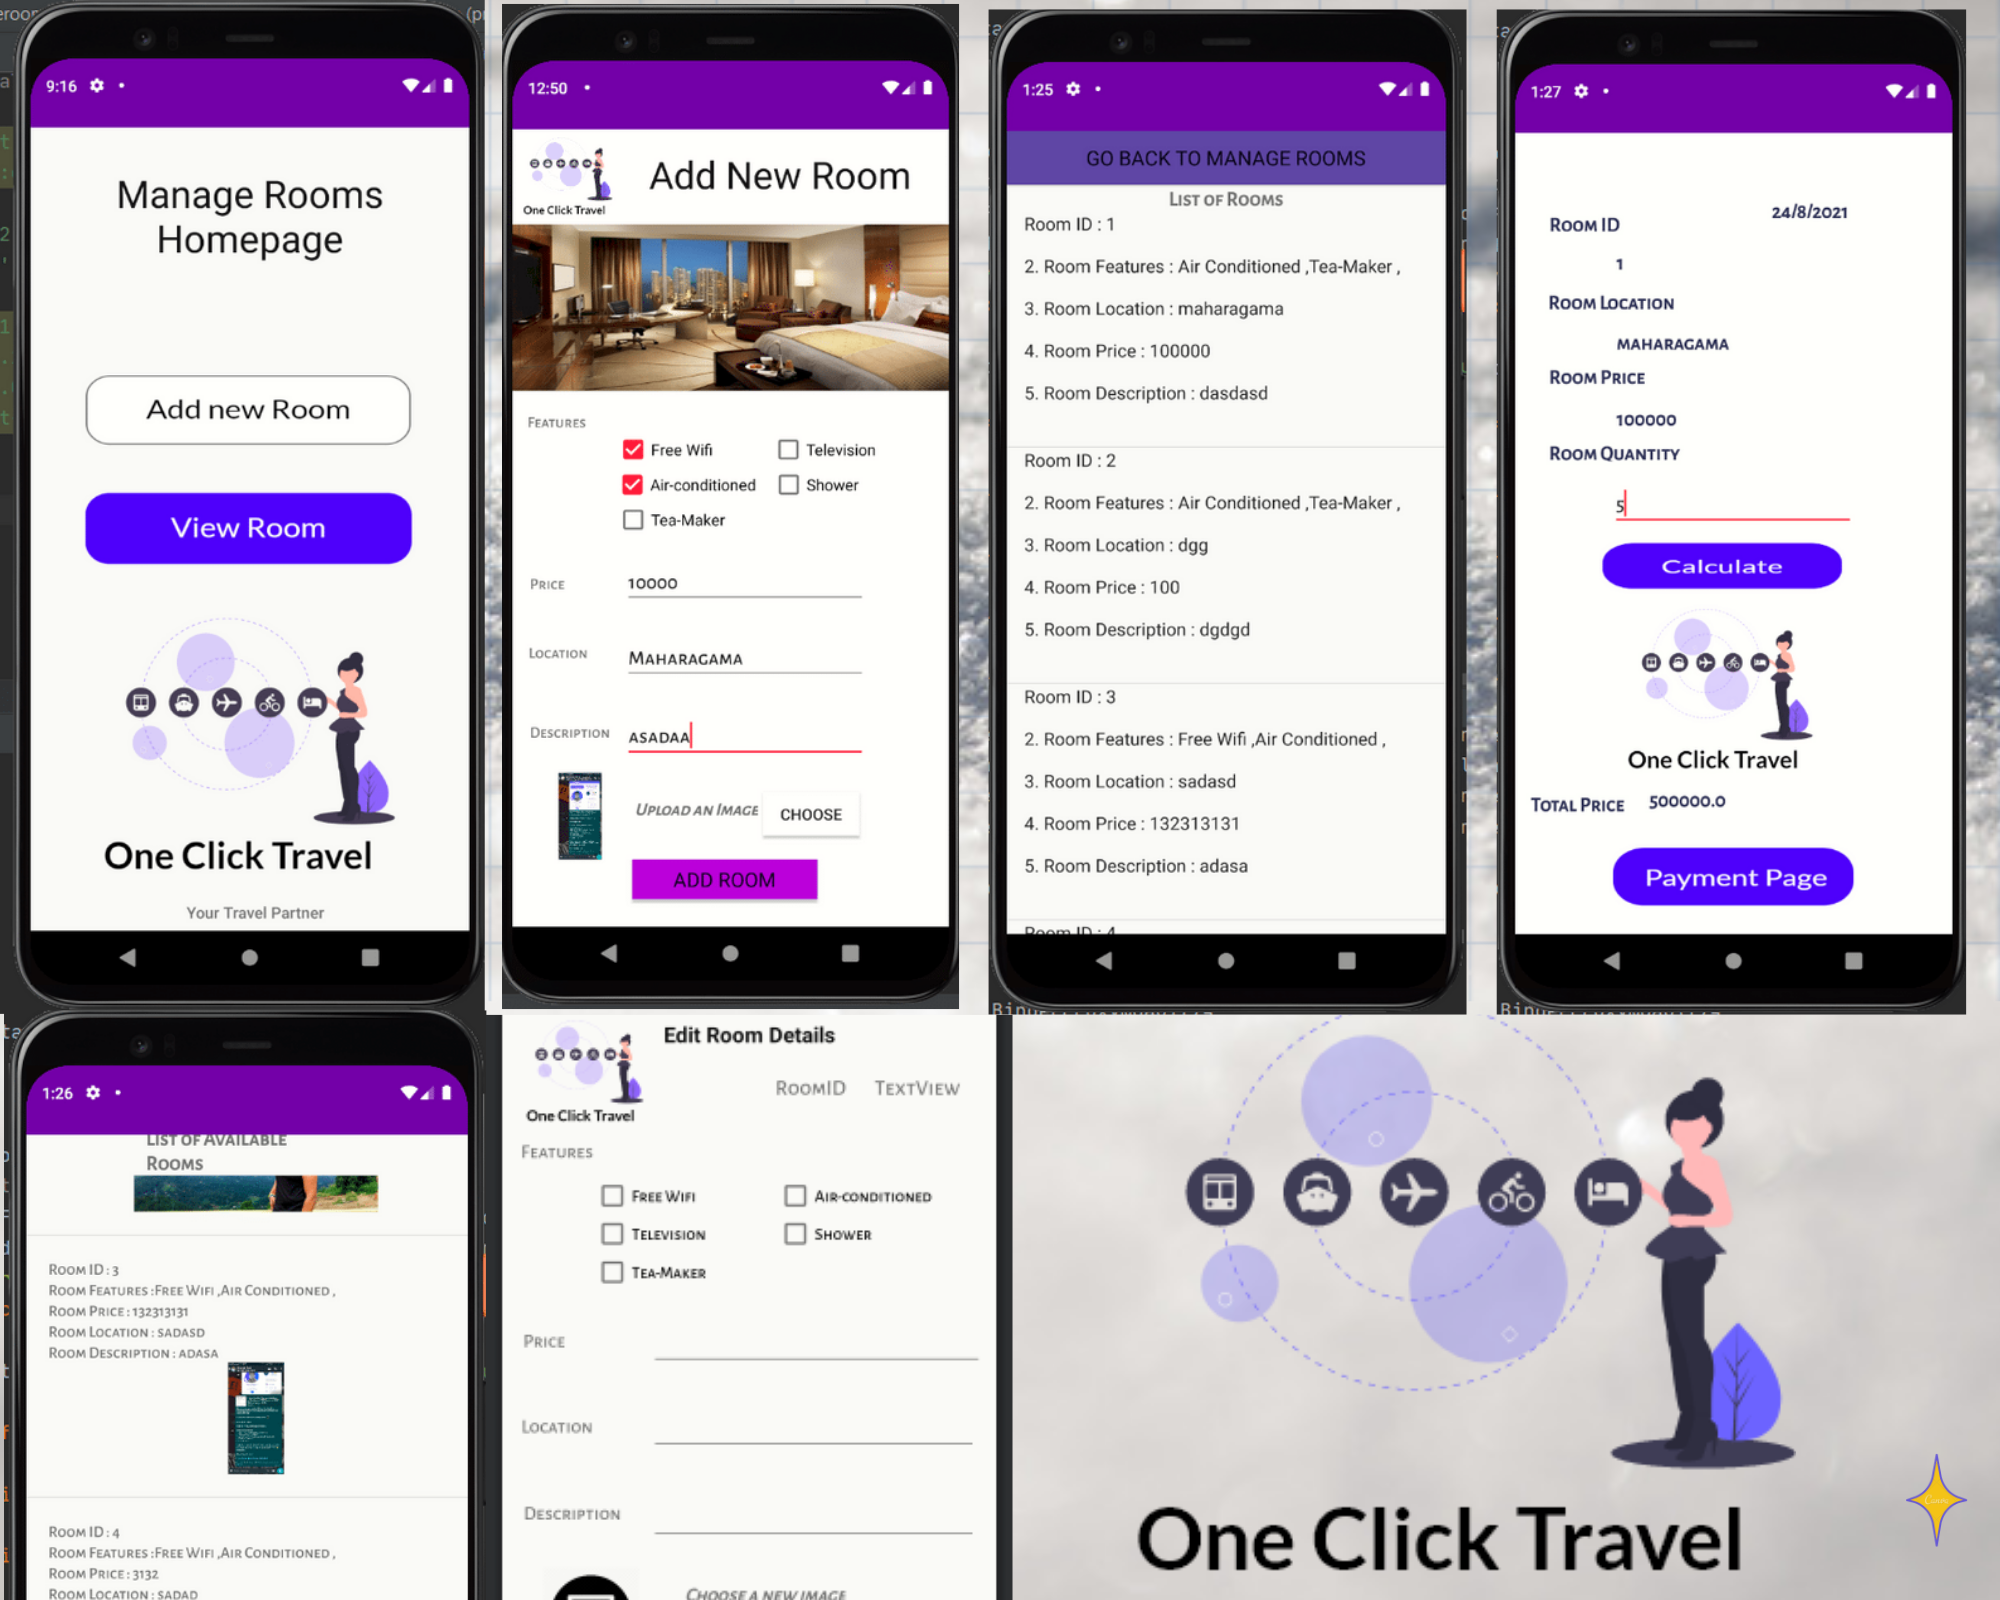 9:16
Manage Rooms
Homepage
Add new Room
View Room
One Click Travel
Your Travel Partner
12:50
One Click Travel
Add New Room
Features
Free Wifi
Television
Air-conditioned
Shower
Tea-Maker
Price
10000
Location
Maharagama
Description
asadaa
Upload an Image
CHOOSE
ADD ROOM
1:25
GO BACK TO MANAGE ROOMS
List of Rooms
Room ID : 1
2. Room Features : Air Conditioned ,Tea-Maker ,
3. Room Location : maharagama
4. Room Price : 100000
5. Room Description : dasdasd
Room ID : 2
2. Room Features : Air Conditioned ,Tea-Maker ,
3. Room Location : dgg
4. Room Price : 100
5. Room Description : dgdgd
Room ID : 3
2. Room Features : Free Wifi ,Air Conditioned ,
3. Room Location : sadasd
4. Room Price : 132313131
5. Room Description : adasa
Room ID : 4
1:27
24/8/2021
Room ID
1
Room Location
maharagama
Room Price
100000
Room Quantity
5
Calculate
One Click Travel
Total Price 500000.0
Payment Page
1:26
List of Available
Rooms
Room ID : 3
Room Features :Free Wifi ,Air Conditioned ,
Room Price : 132313131
Room Location : sadasd
Room Description : adasa
Room ID : 4
Room Features :Free Wifi ,Air Conditioned ,
Room Price : 3132
Room Location : sadad
One Click Travel
Edit Room Details
RoomID TextView
Features
Free Wifi
Air-conditioned
Television
Shower
Tea-Maker
Price
Location
Description
Choose a new image
One Click Travel
Canva